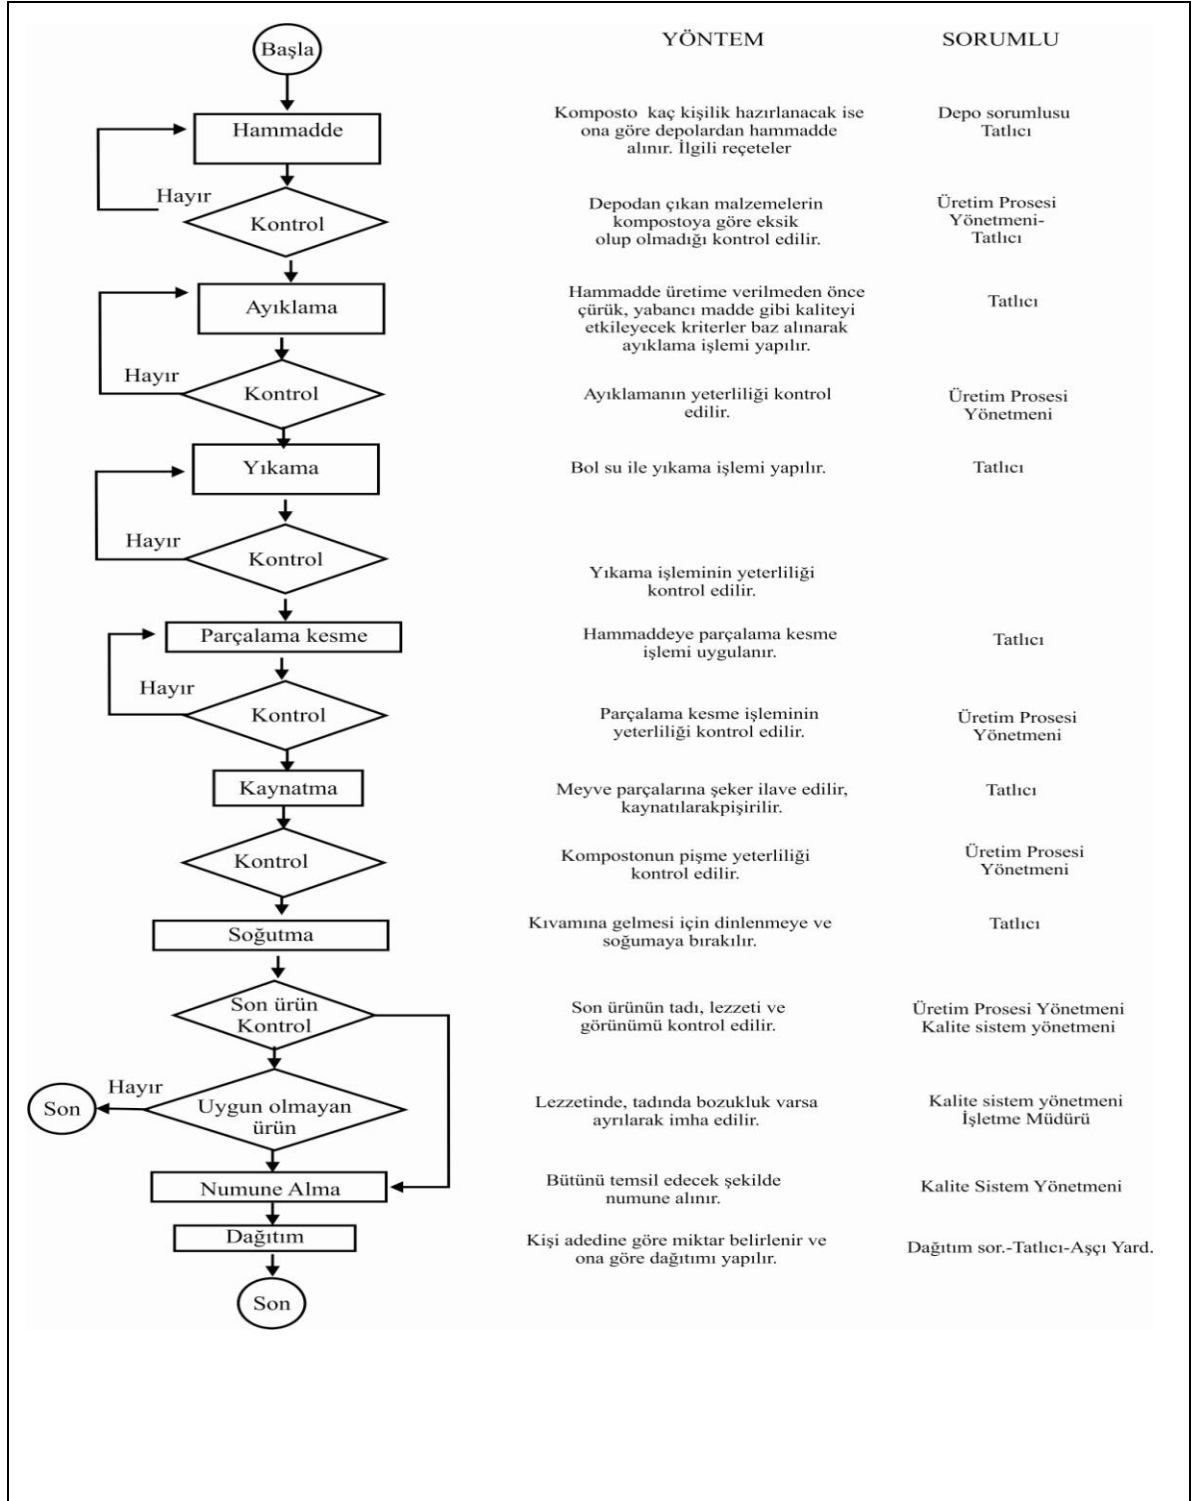 Başla
YÖNTEM
SORUMLU
Hammadde
Komposto kaç kişilik hazırlanacak ise
ona göre depolardan hammadde
alınır. İlgili reçeteler
Depo sorumlusu
Tatlıcı
Hayır
Kontrol
Depodan çıkan malzemelerin
kompostoya göre eksik
olup olmadığı kontrol edilir.
Üretim Prosesi
Yönetmeni-
Tatlıcı
Ayıklama
Hammadde üretime verilmeden önce
çürük, yabancı madde gibi kaliteyi
etkileyecek kriterler baz alınarak
ayıklama işlemi yapılır.
Tatlıcı
Hayır
Kontrol
Ayıklamanın yeterliliği kontrol
edilir.
Üretim Prosesi
Yönetmeni
Yıkama
Bol su ile yıkama işlemi yapılır.
Tatlıcı
Hayır
Kontrol
Yıkama işleminin yeterliliği
kontrol edilir.
Parçalama kesme
Hammaddeye parçalama kesme
işlemi uygulanır.
Tatlıcı
Hayır
Kontrol
Parçalama kesme işleminin
yeterliliği kontrol edilir.
Üretim Prosesi
Yönetmeni
Kaynatma
Meyve parçalarına şeker ilave edilir,
kaynatılarakpişirilir.
Tatlıcı
Kontrol
Kompostonun pişme yeterliliği
kontrol edilir.
Üretim Prosesi
Yönetmeni
Soğutma
Kıvamına gelmesi için dinlenmeye ve
soğumaya bırakılır.
Tatlıcı
Son ürün
Kontrol
Son ürünün tadı, lezzeti ve
görünümü kontrol edilir.
Üretim Prosesi Yönetmeni
Kalite sistem yönetmeni
Hayır
Son
Uygun olmayan
ürün
Lezzetinde, tadında bozukluk varsa
ayrılarak imha edilir.
Kalite sistem yönetmeni
İşletme Müdürü
Numune Alma
Bütünü temsil edecek şekilde
numune alınır.
Kalite Sistem Yönetmeni
Dağıtım
Kişi adedine göre miktar belirlenir ve
ona göre dağıtımı yapılır.
Dağıtım sor.-Tatlıcı-Aşçı Yard.
Son